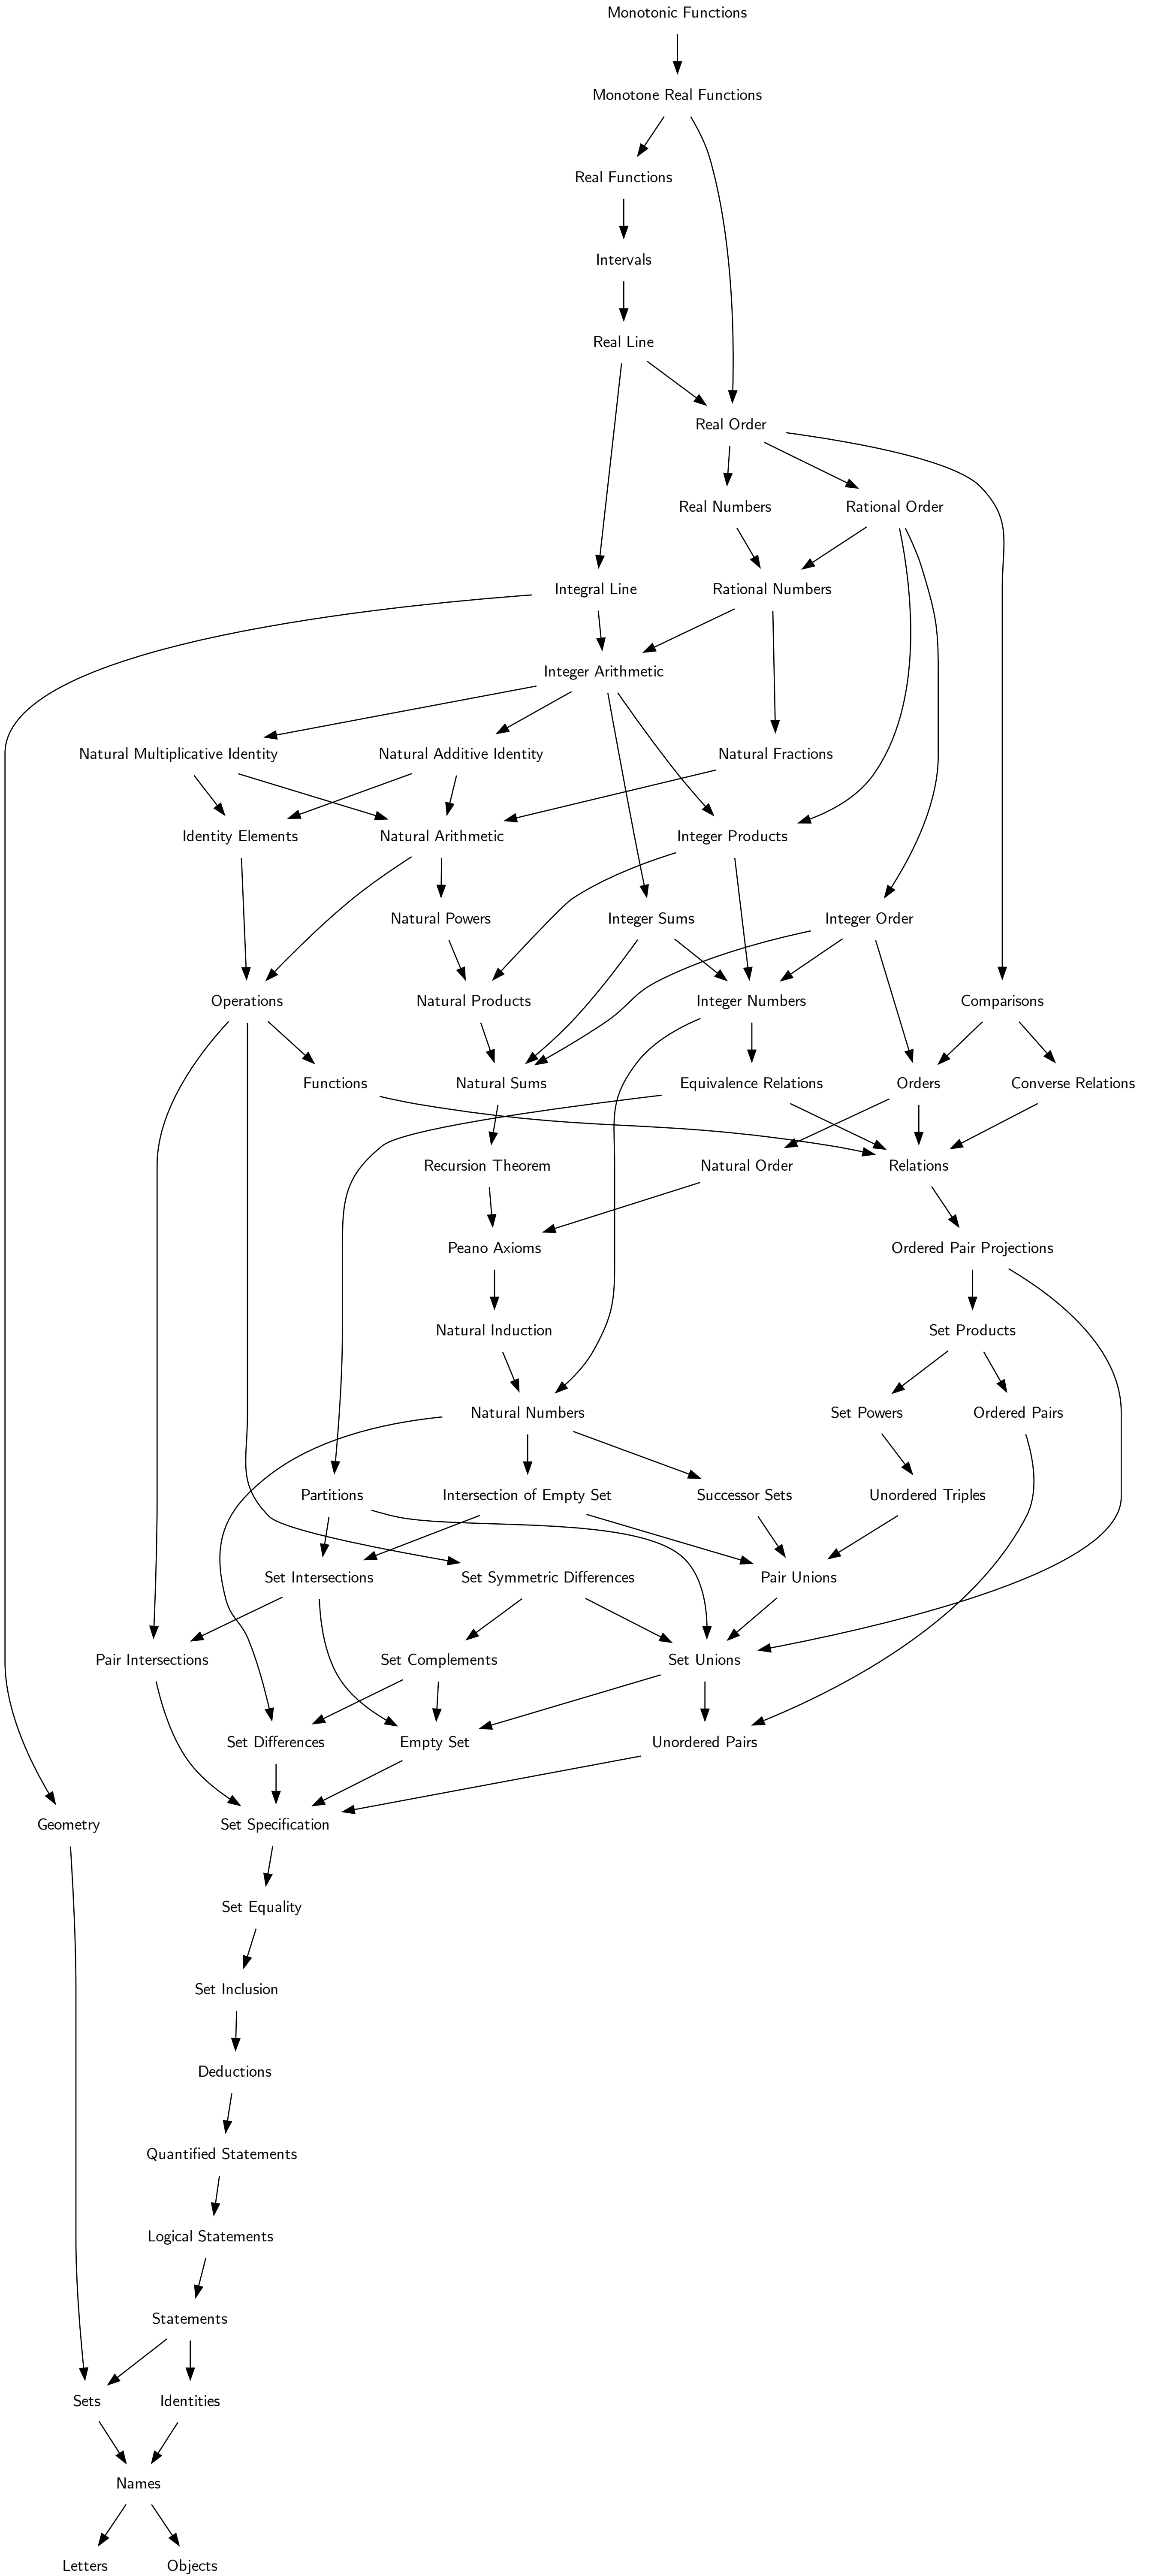 Monotonic Functions
Monotone Real Functions
Real Functions
Intervals
Real Line
Real Order
Real Numbers
Rational Order
Integral Line
Rational Numbers
Integer Arithmetic
Natural Multiplicative Identity
Natural Additive Identity
Natural Fractions
Identity Elements
Natural Arithmetic
Integer Products
Natural Powers
Integer Sums
Integer Order
Operations
Natural Products
Integer Numbers
Comparisons
Functions
Natural Sums
Equivalence Relations
Orders
Converse Relations
Recursion Theorem
Natural Order
Relations
Peano Axioms
Ordered Pair Projections
Natural Induction
Set Products
Natural Numbers
Set Powers
Ordered Pairs
Partitions
Intersection of Empty Set
Successor Sets
Unordered Triples
Set Intersections
Set Symmetric Differences
Pair Unions
Pair Intersections
Set Complements
Set Unions
Set Differences
Empty Set
Unordered Pairs
Geometry
Set Specification
Set Equality
Set Inclusion
Deductions
Quantified Statements
Logical Statements
Statements
Sets
Identities
Names
Letters
Objects